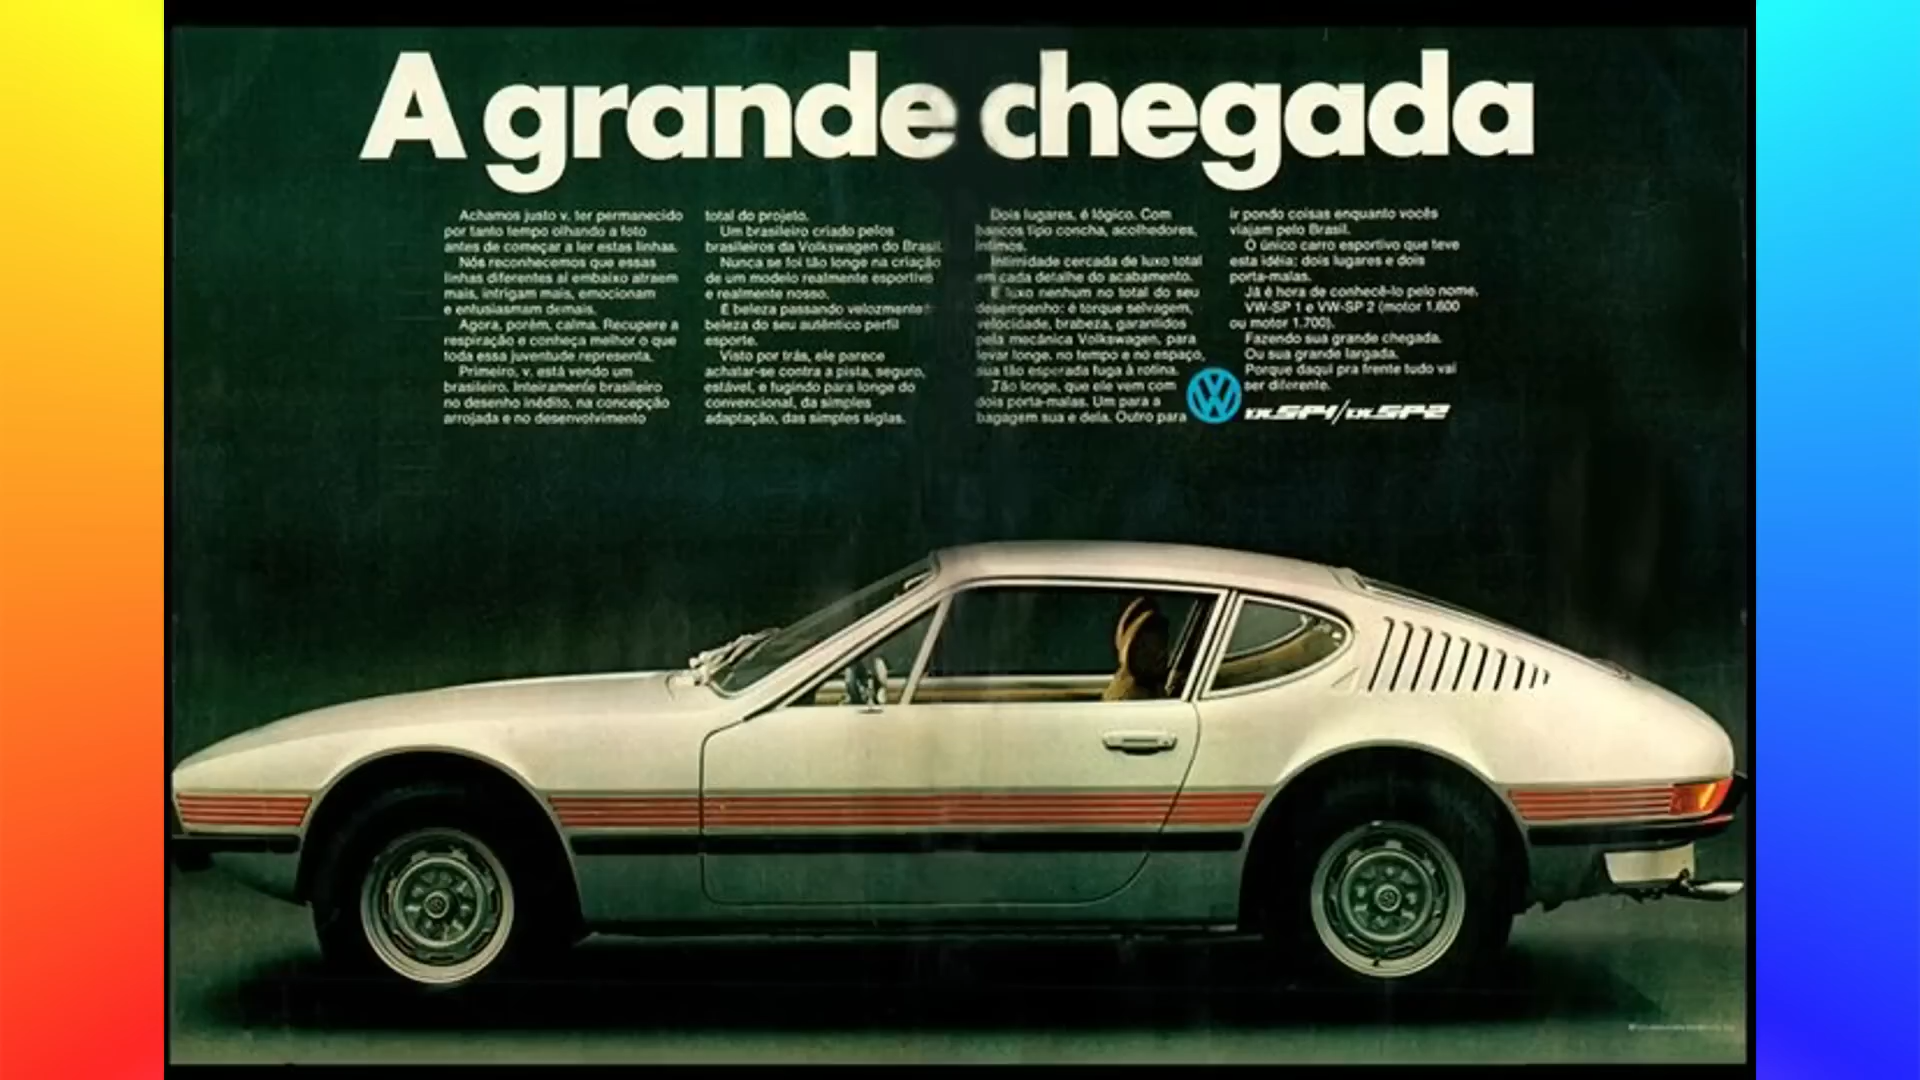 A grande chegada
Achamos justo v. ter permanecido
por tanto tempo olhando a foto
antes de começar a ler estas linhas.
Nós reconhecemos que essas
linhas diferentes aí embaixo atraem
mais, intrigam mais, emocionam
e entusiasmam demais.
Agora, porém, calma. Recupere a
respiração e conheça melhor o que
toda essa juventude representa.
Primeiro, v. está vendo um
brasileiro. Inteiramente brasileiro
no desenho inédito, na concepção
arrojada e no desenvolvimento
total do projeto.
Um brasileiro criado pelos
brasileiros da Volkswagen do Brasil.
Nunca se foi tão longe na criação
de um modelo realmente esportivo
e realmente nosso.
É beleza passando velozmente:
beleza do seu autêntico perfil
esporte.
Visto por trás, ele parece
achatar-se contra a pista, seguro,
estável, e fugindo para longe do
convencional, da simples
adaptação, das simples siglas.
Dois lugares, é lógico. Com
bancos tipo concha, acolhedores,
íntimos.
Intimidade cercada de luxo total
em cada detalhe do acabamento.
E luxo nenhum no total do seu
desempenho: é torque selvagem,
velocidade, brabeza, garantidos
pela mecânica Volkswagen, para
levar longe, no tempo e no espaço,
sua tão esperada fuga à rotina.
Tão longe, que ele vem com
dois porta-malas. Um para a
bagagem sua e dela. Outro para
ir pondo coisas enquanto vocês
viajam pelo Brasil.
O único carro esportivo que teve
esta idéia: dois lugares e dois
porta-malas.
Já é hora de conhecê-lo pelo nome.
VW-SP 1 e VW-SP 2 (motor 1.600
ou motor 1.700).
Fazendo sua grande chegada.
Ou sua grande largada.
Porque daqui pra frente tudo vai
ser diferente.
VW SP1/VW SP2